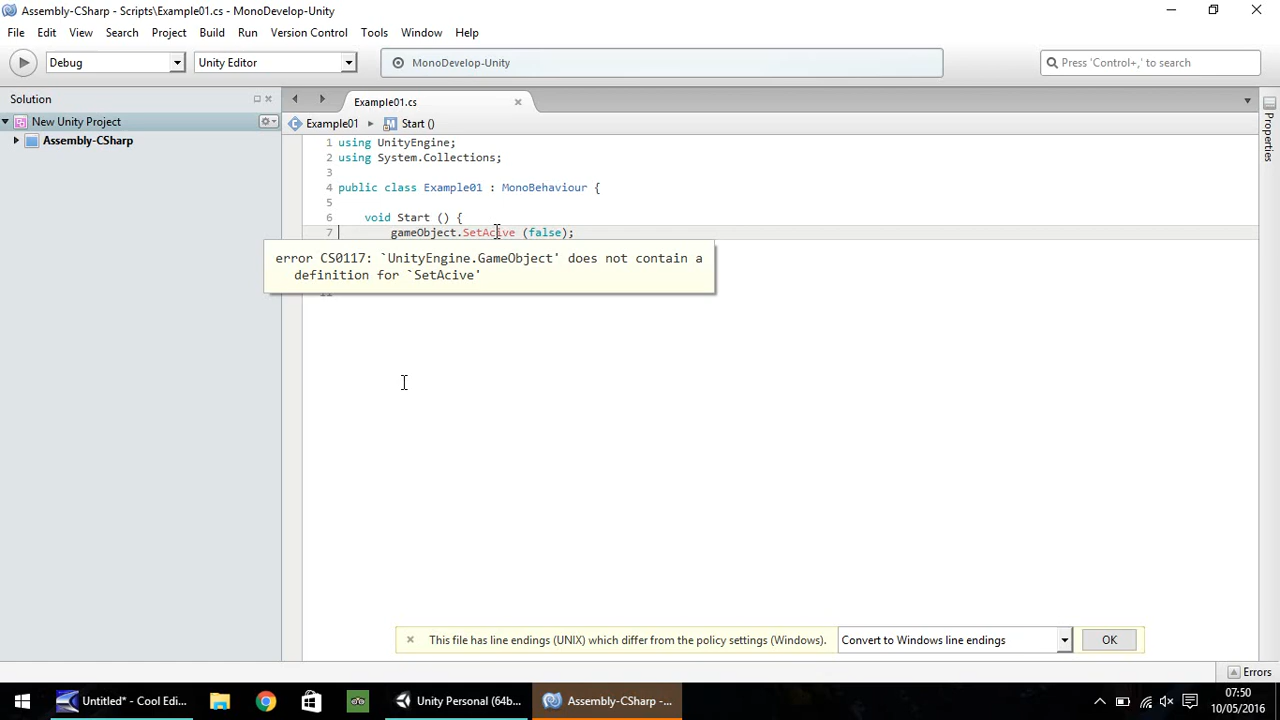 Assembly-CSharp - Scripts\Example01.cs - MonoDevelop-Unity
File Edit View Search Project Build Run Version Control Tools Window Help
Debug Unity Editor MonoDevelop-Unity Press 'Control+,' to search
Solution
Example01.cs
New Unity Project
Example01 Start ()
Assembly-CSharp
Properties
1 using UnityEngine;
2 using System.Collections;
3
4 public class Example01 : MonoBehaviour {
5
6 void Start () {
7 gameObject.SetAcive (false);
error CS0117: `UnityEngine.GameObject' does not contain a
definition for `SetAcive'
This file has line endings (UNIX) which differ from the policy settings (Windows). Convert to Windows line endings OK
Errors
Untitled* - Cool Edi... Unity Personal (64b... Assembly-CSharp -...
07:50
10/05/2016